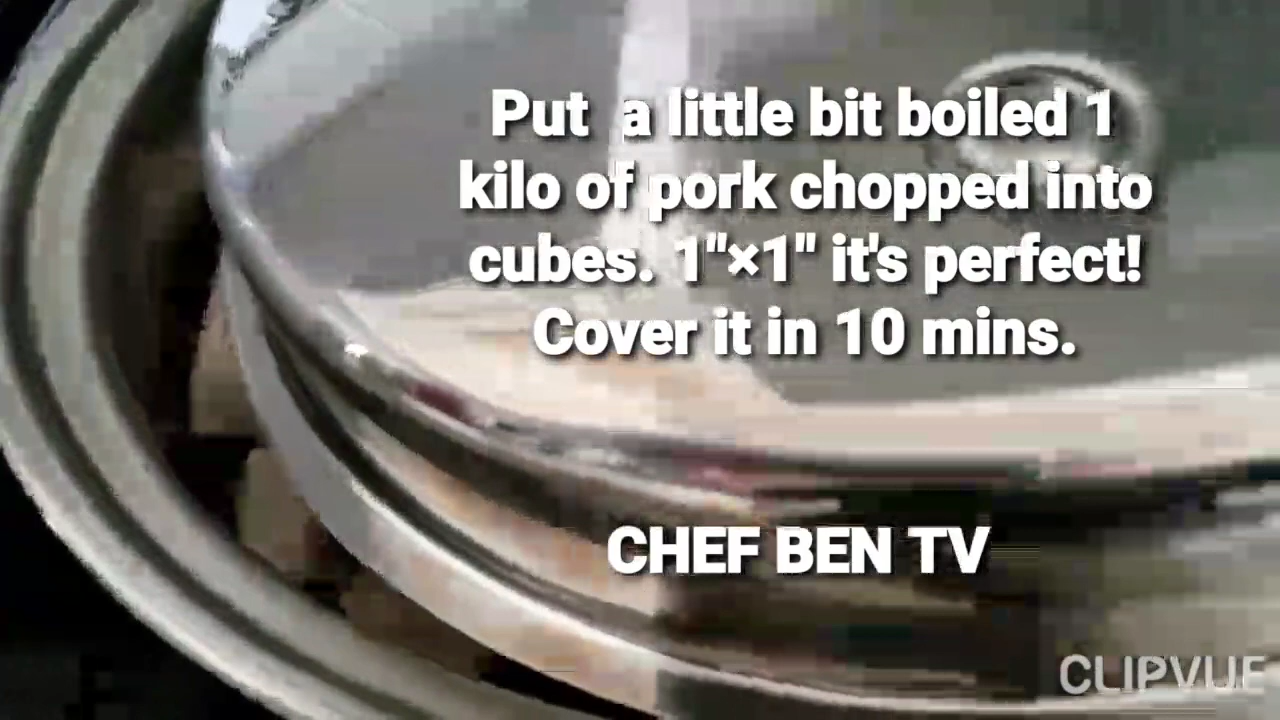 Put a little bit boiled 1
kilo of pork chopped into
cubes. 1"×1" it's perfect!
Cover it in 10 mins.
CHEF BEN TV
CLIPVUE